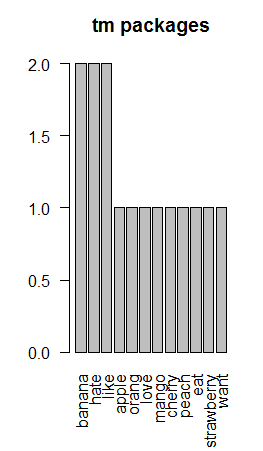 tm packages
2.0
1.5
1.0
0.5
0.0
banana
hate
like
apple
orang
love
mango
cherry
peach
eat
strawberry
want